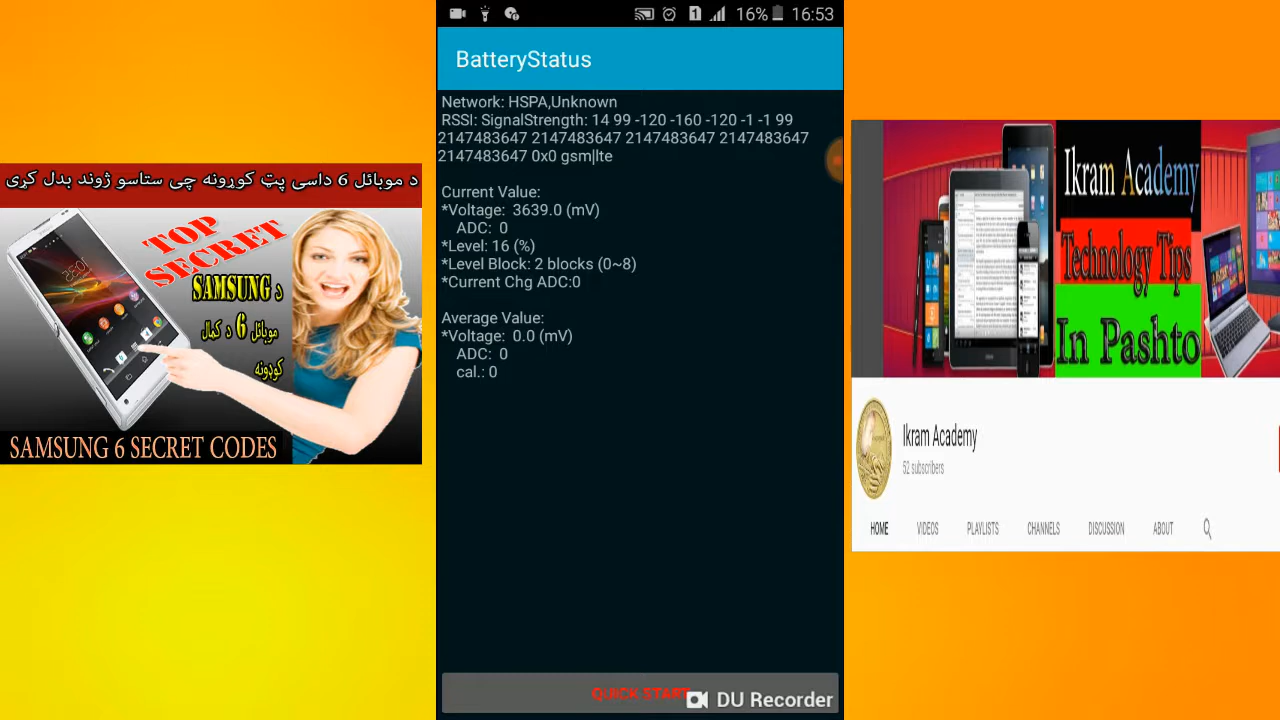 د موبائل 6 داسی پټ کوډونه چی ستاسو ژوند بدل کړی
TOP
SECRET
د SAMSUNG
موبائل 6 د کمال
کوډونه
SAMSUNG 6 SECRET CODES
1
16%
16:53
BatteryStatus
Network: HSPA,Unknown
RSSI: SignalStrength: 14 99 -120 -160 -120 -1 -1 99
2147483647 2147483647 2147483647 2147483647
2147483647 0x0 gsm|lte
Current Value:
*Voltage: 3639.0 (mV)
ADC: 0
*Level: 16 (%)
*Level Block: 2 blocks (0~8)
*Current Chg ADC:0
Average Value:
*Voltage: 0.0 (mV)
ADC: 0
cal.: 0
QUICK START
DU Recorder
Ikram Academy
Technology Tips
In Pashto
Ikram Academy
52 subscribers
HOME VIDEOS PLAYLISTS CHANNELS DISCUSSION ABOUT